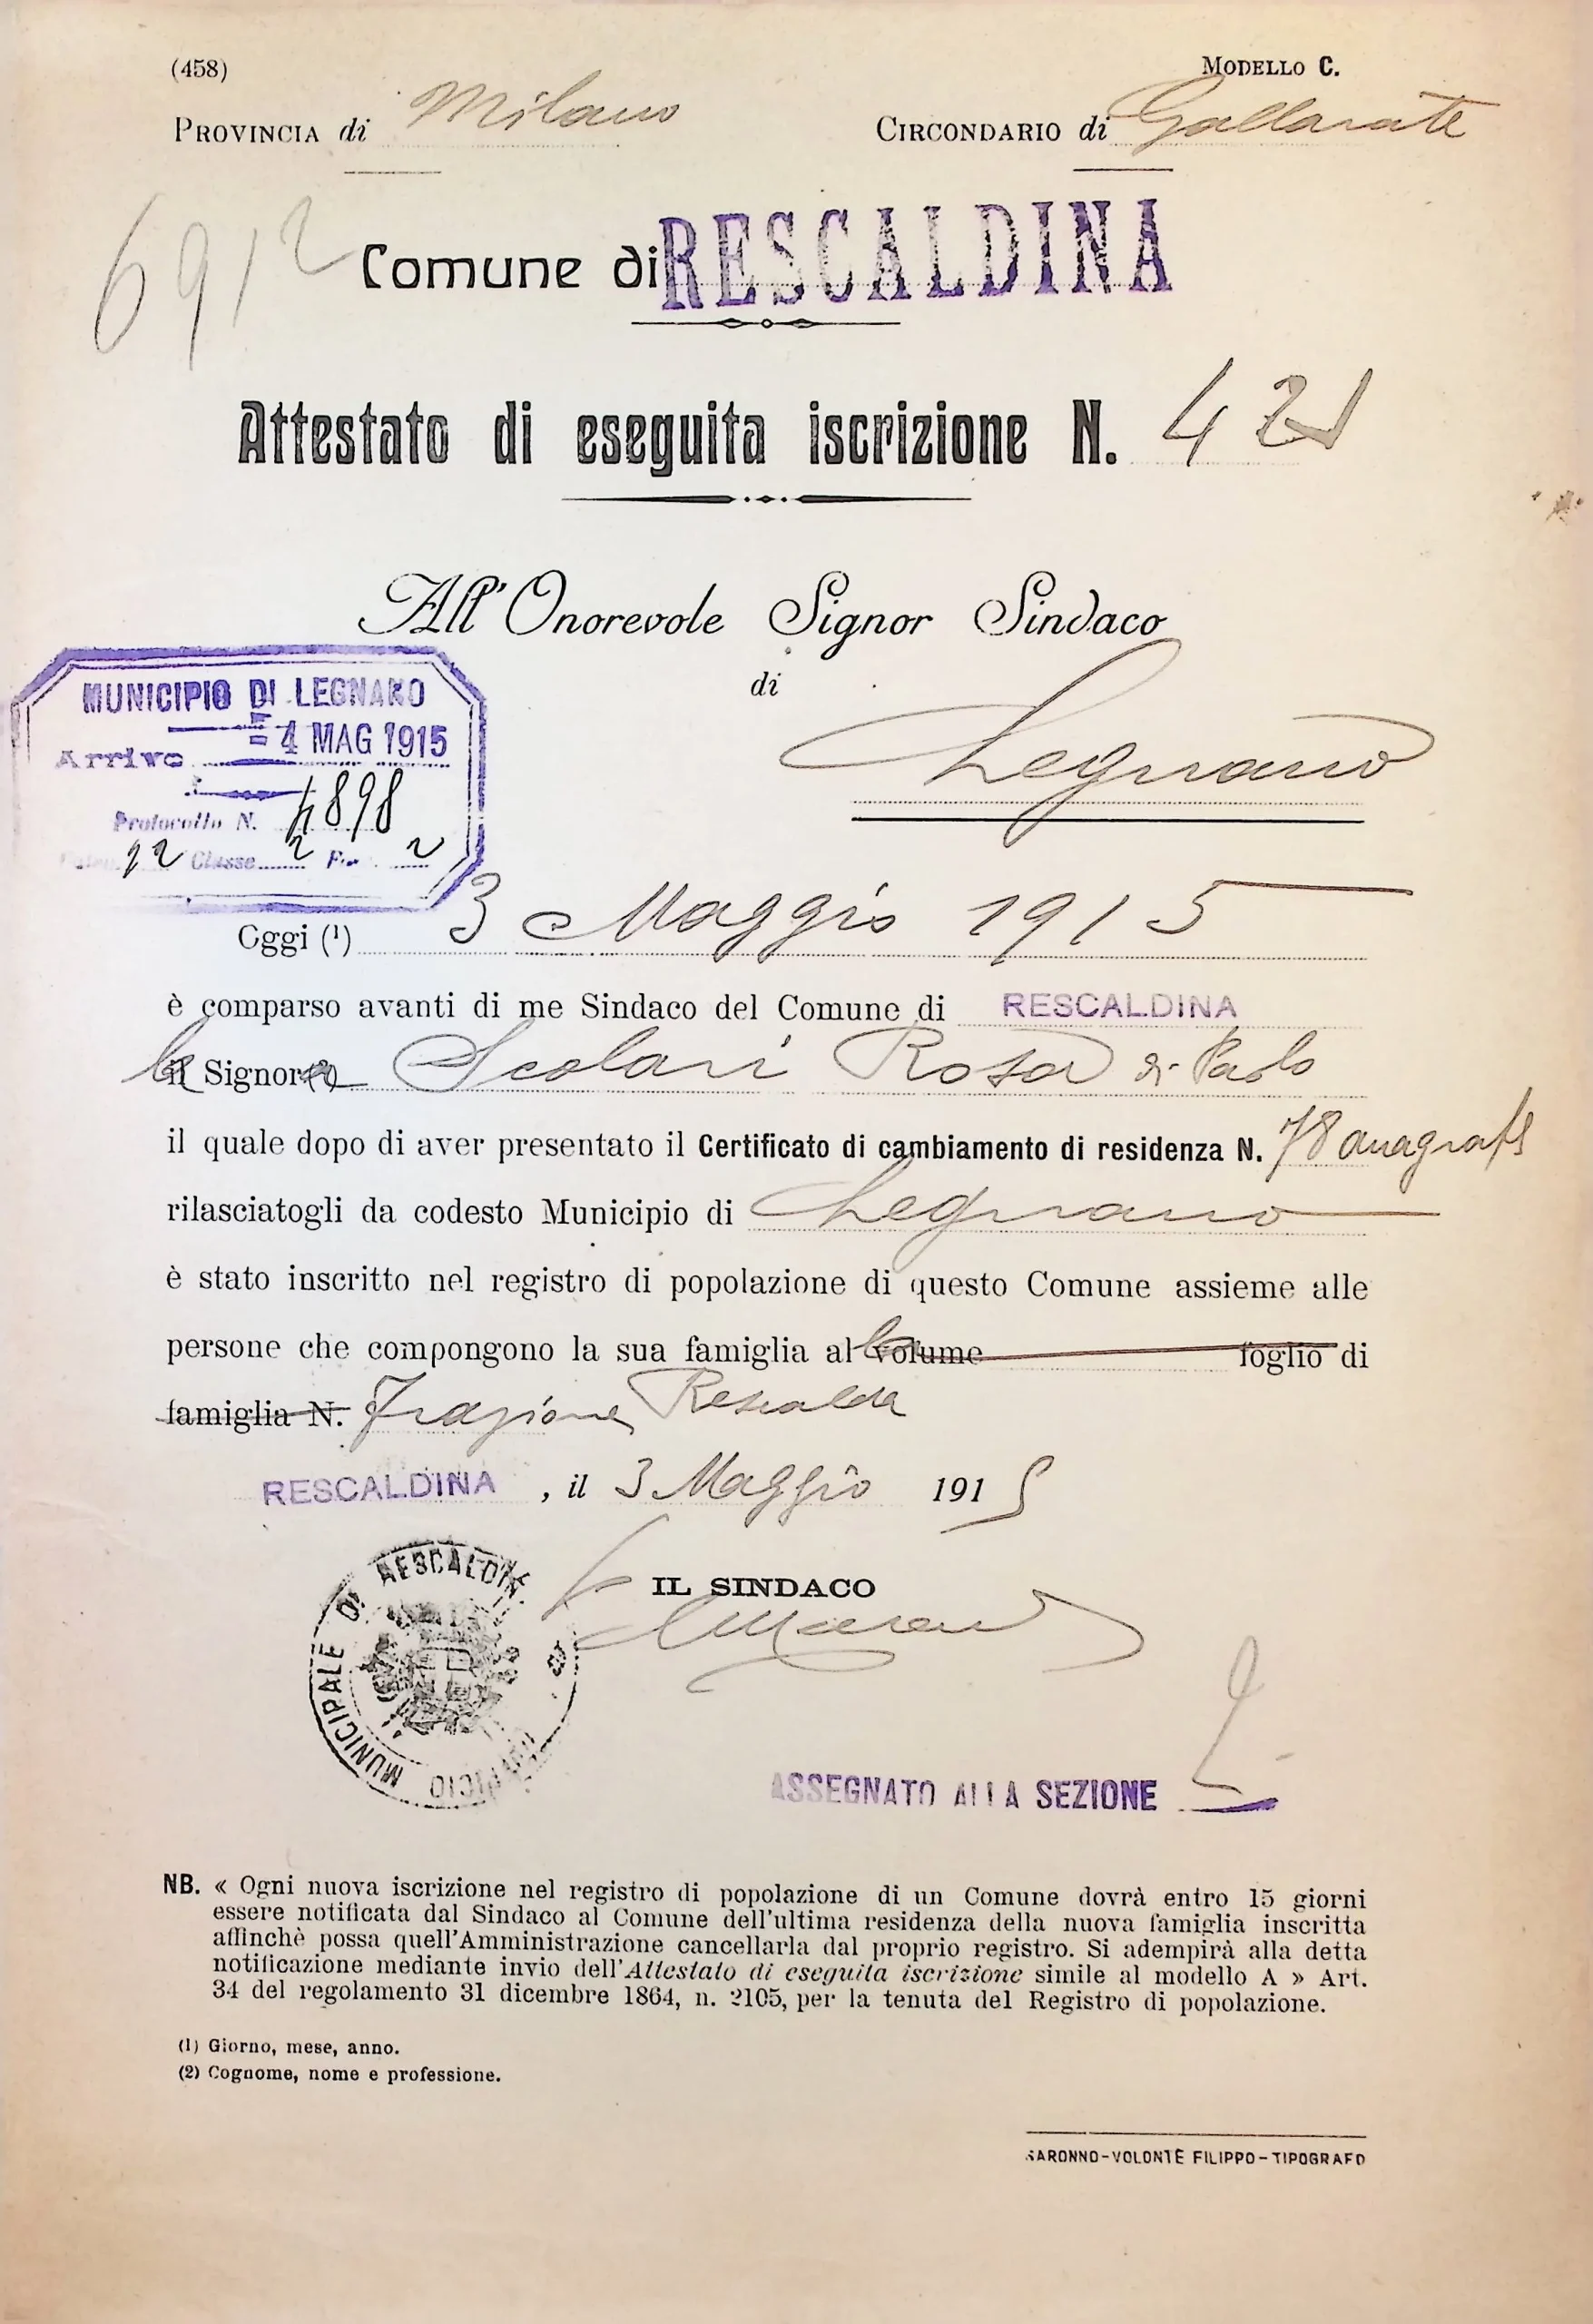 (458)
MODELLO C.
PROVINCIA di Milano
CIRCONDARIO di Gallarate
6912
Comune di RESCALDINA
Attestato di eseguita iscrizione N. 421
All' Onorevole Signor Sindaco
di
Legnano
MUNICIPIO DI LEGNANO
Arrivo = 4 MAG 1915
Protocollo N. 4898
Categ. 12 Classe 2 F. 2
Oggi (1) 3 Maggio 1915
è comparso avanti di me Sindaco del Comune di RESCALDINA
la Signora Scolari Rosa di Paolo
il quale dopo di aver presentato il Certificato di cambiamento di residenza N. 78 anagrafe
rilasciatogli da codesto Municipio di Legnano
è stato inscritto nel registro di popolazione di questo Comune assieme alle
persone che compongono la sua famiglia al volume foglio di
famiglia N. Frazione Rescalda
RESCALDINA, il 3 Maggio 1915
UFFICIO MUNICIPALE DI RESCALDINA
IL SINDACO
ASSEGNATO ALLA SEZIONE
NB. « Ogni nuova iscrizione nel registro di popolazione di un Comune dovrà entro 15 giorni
essere notificata dal Sindaco al Comune dell'ultima residenza della nuova famiglia inscritta
affinchè possa quell'Amministrazione cancellarla dal proprio registro. Si adempirà alla detta
notificazione mediante invio dell'Attestato di eseguita iscrizione simile al modello A » Art.
34 del regolamento 31 dicembre 1864, n. 2105, per la tenuta del Registro di popolazione.
(1) Giorno, mese, anno.
(2) Cognome, nome e professione.
SARONNO-VOLONTÈ FILIPPO-TIPOGRAFO